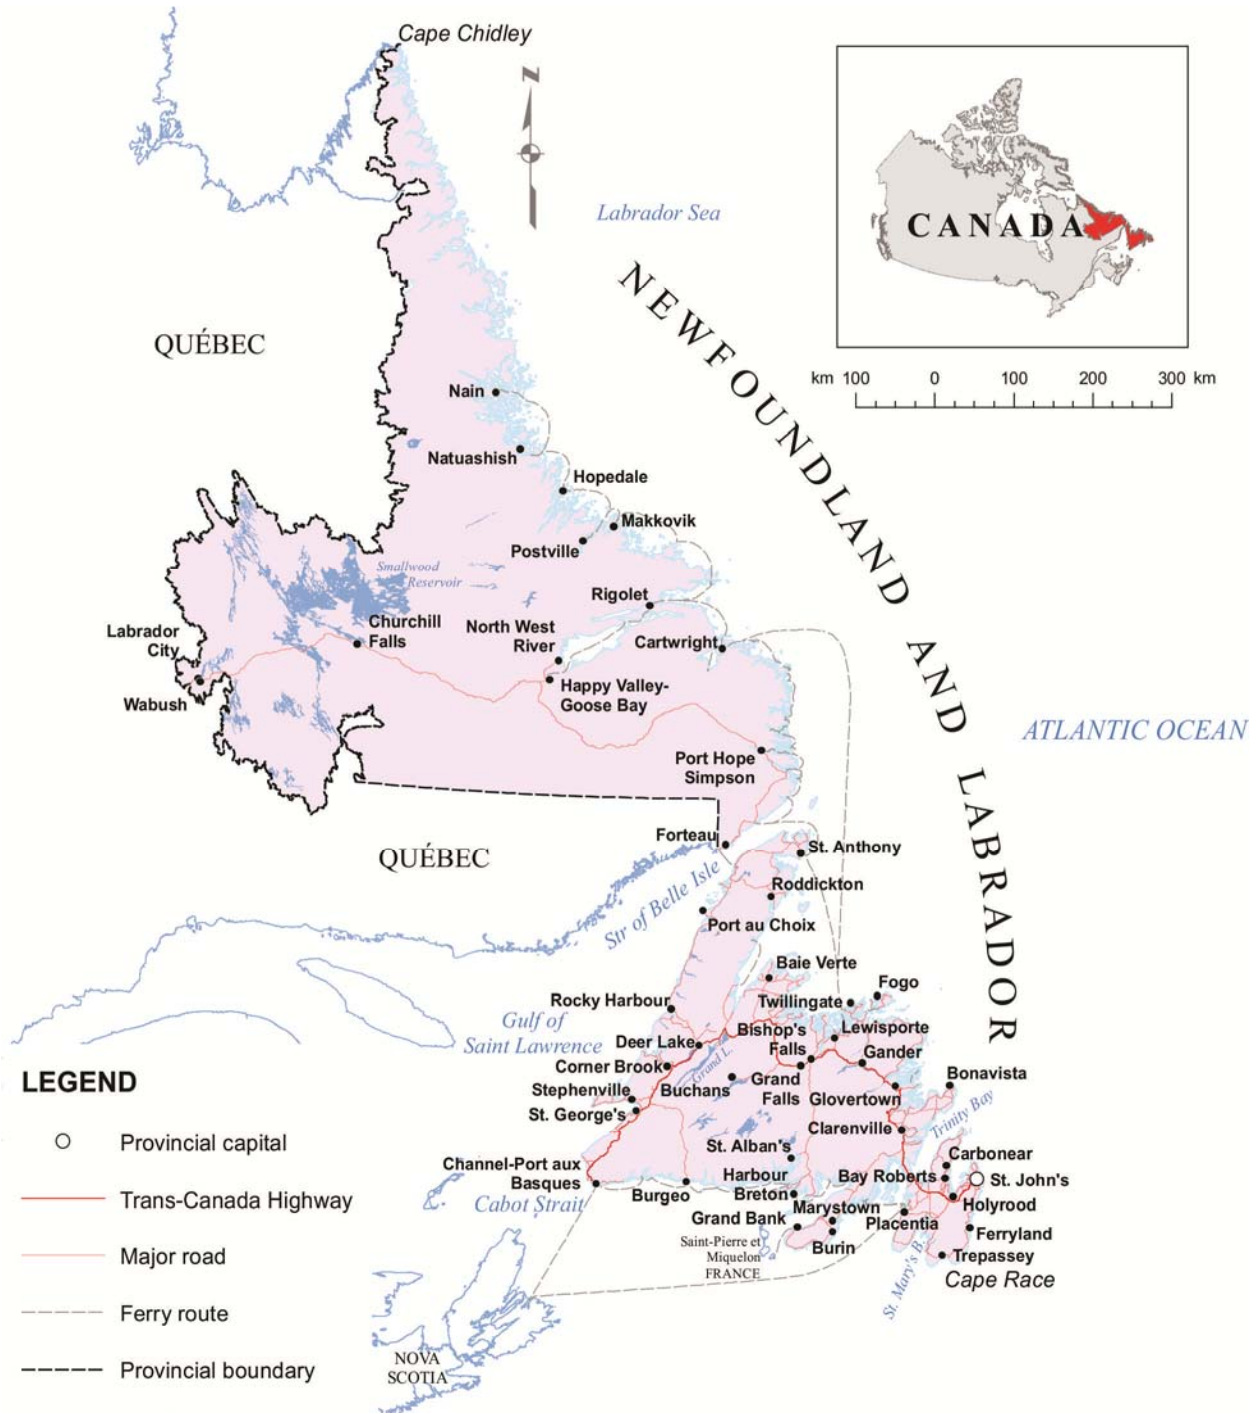 Cape Chidley
N
Labrador Sea
CANADA
km 100 0 100 200 300 km
NEWFOUNDLAND AND LABRADOR
QUÉBEC
Nain
Natuashish
Hopedale
Makkovik
Postville
Smallwood
Reservoir
Rigolet
Churchill
Falls
North West
River
Cartwright
Labrador
City
Wabush
Happy Valley-
Goose Bay
ATLANTIC OCEAN
Port Hope
Simpson
Forteau
QUÉBEC
St. Anthony
Str of Belle Isle
Roddickton
Port au Choix
Baie Verte
Fogo
Twillingate
Rocky Harbour
Gulf of
Saint Lawrence
Bishop's
Falls
Lewisporte
Deer Lake
Gander
Corner Brook
Grand L.
Buchans
Grand
Falls
Bonavista
Stephenville
Glovertown
St. George's
Trinity Bay
Clarenville
St. Alban's
Carbonear
Channel-Port aux
Basques
Harbour
Breton
Bay Roberts
St. John's
Burgeo
Cabot Strait
Marystown
Holyrood
Grand Bank
Placentia
Ferryland
Burin
Saint-Pierre et
Miquelon
FRANCE
St. Mary's B.
Trepassey
Cape Race
NOVA
SCOTIA
LEGEND
Provincial capital
Trans-Canada Highway
Major road
Ferry route
Provincial boundary